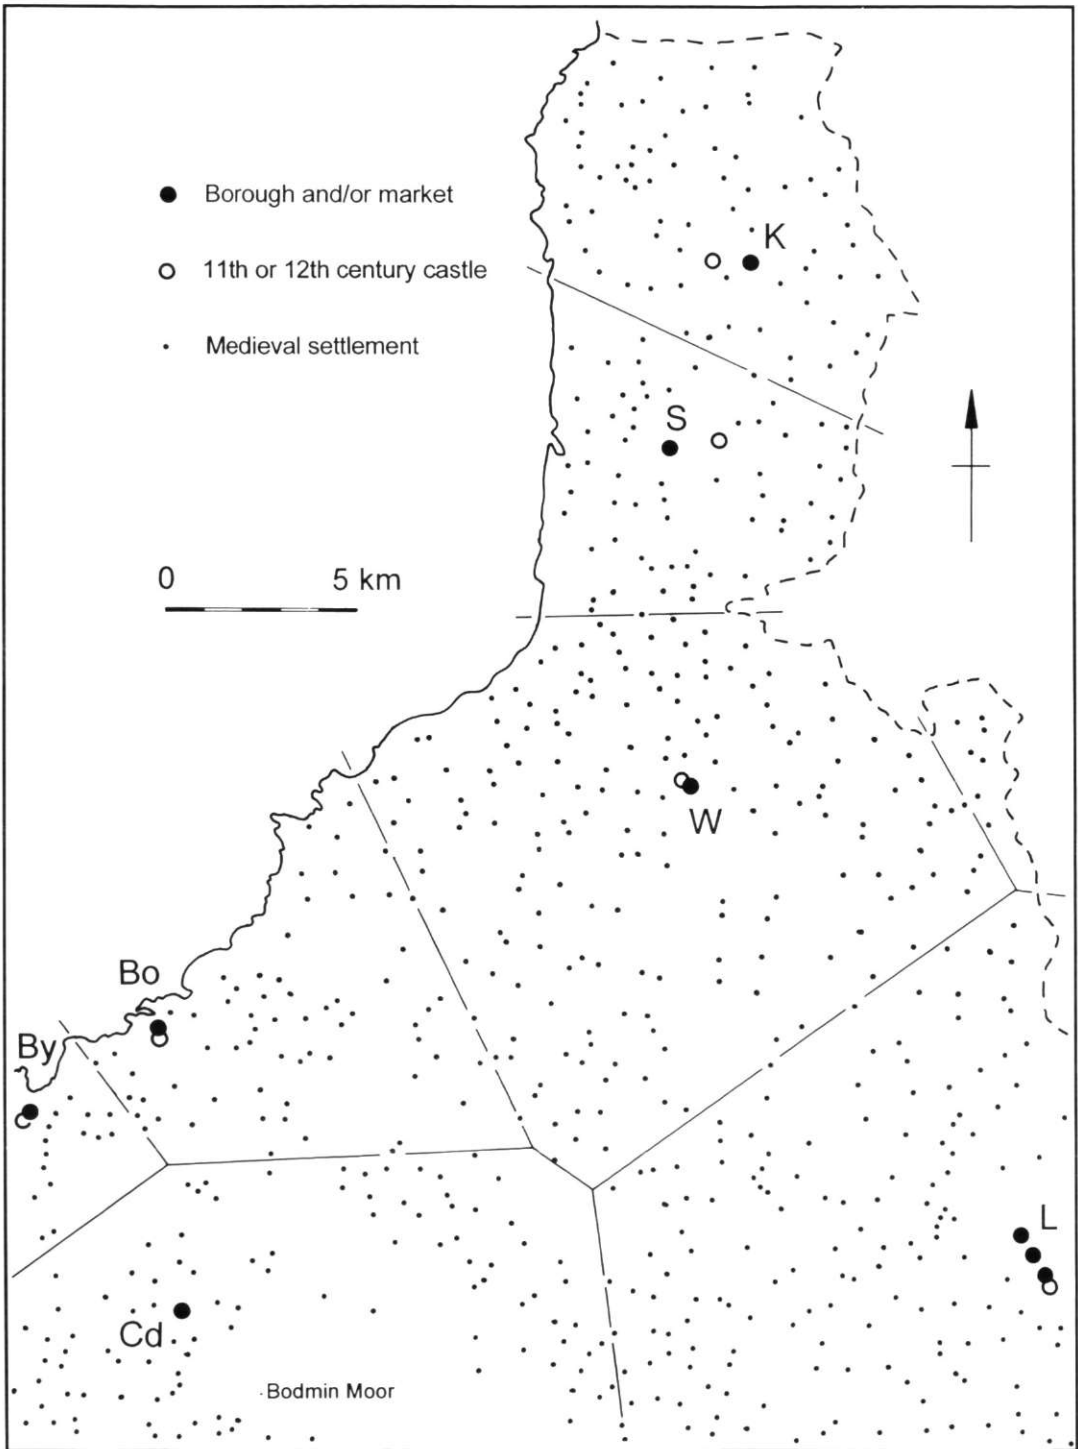 Borough and/or market
11th or 12th century castle
Medieval settlement
K
S
0 5 km
W
Bo
By
L
Cd
Bodmin Moor